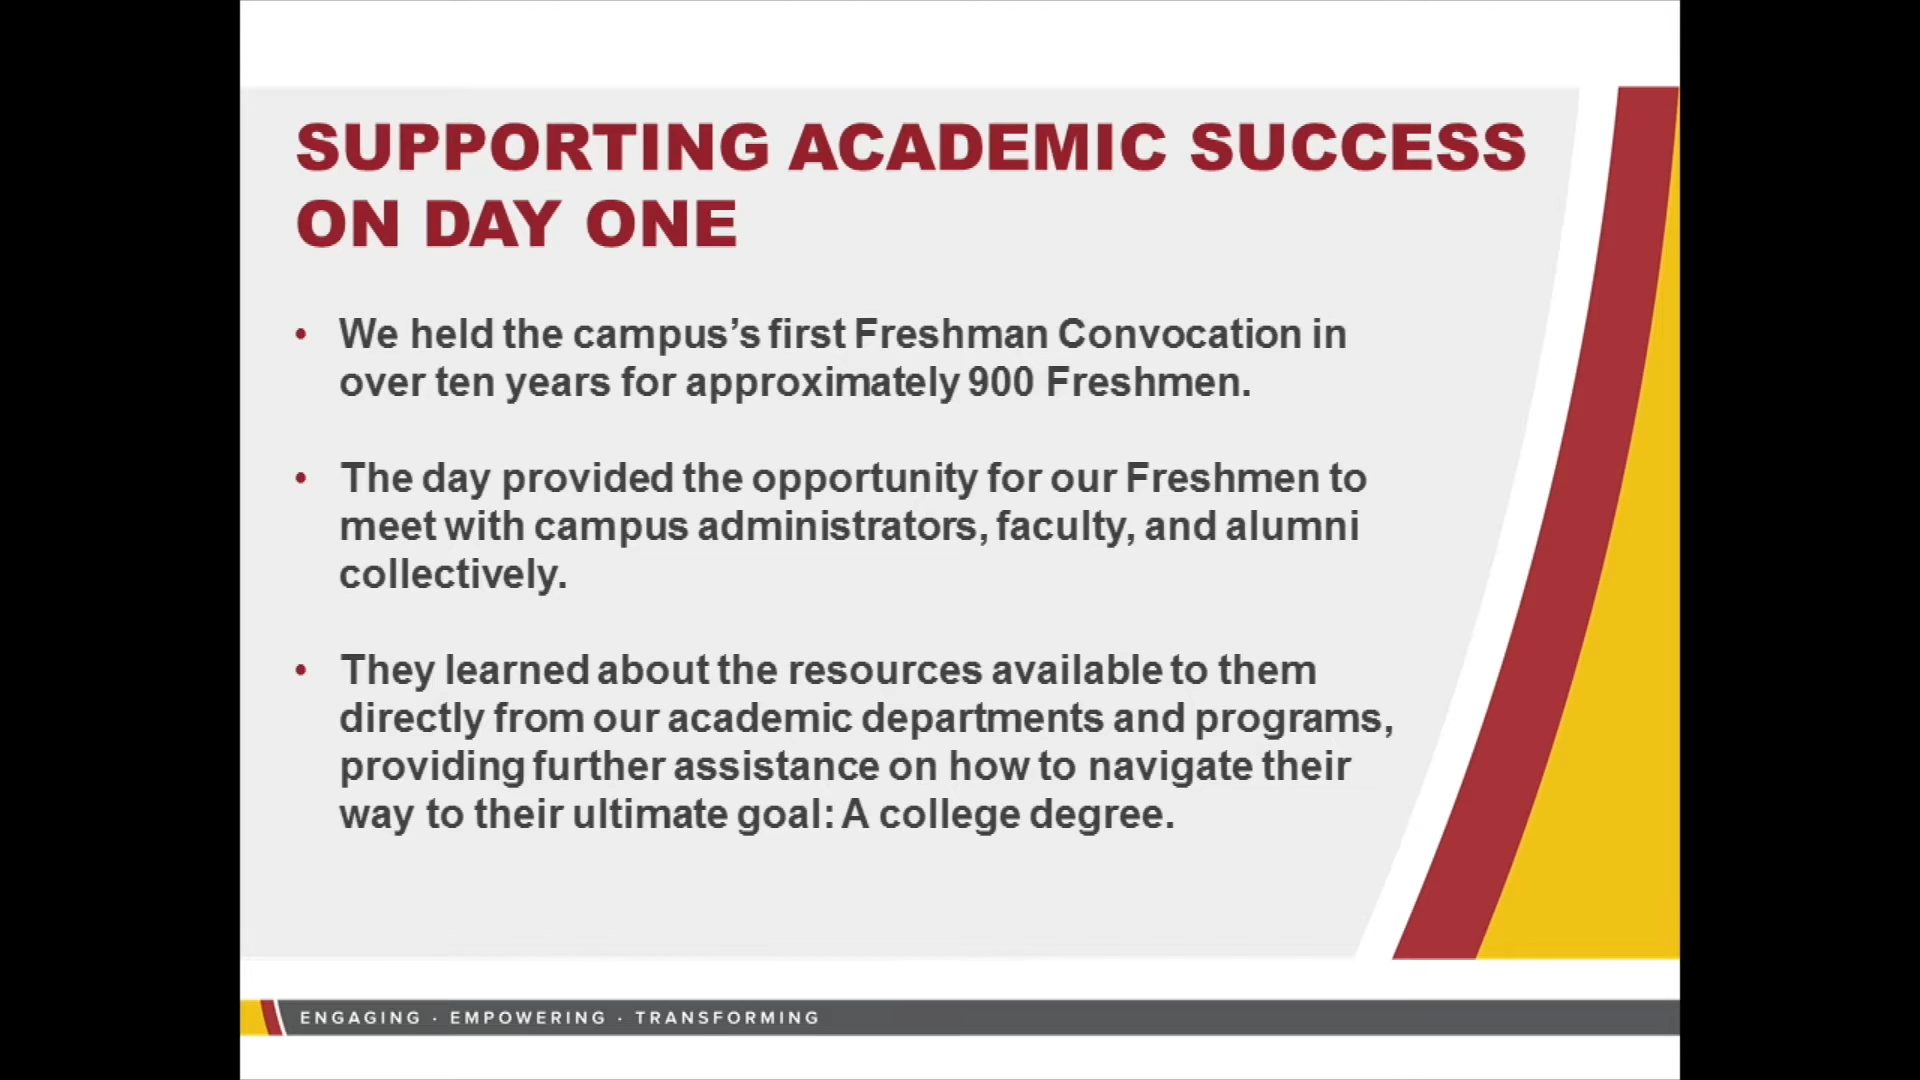 SUPPORTING ACADEMIC SUCCESS
ON DAY ONE
• We held the campus’s first Freshman Convocation in
over ten years for approximately 900 Freshmen.
• The day provided the opportunity for our Freshmen to
meet with campus administrators, faculty, and alumni
collectively.
• They learned about the resources available to them
directly from our academic departments and programs,
providing further assistance on how to navigate their
way to their ultimate goal: A college degree.
ENGAGING · EMPOWERING · TRANSFORMING